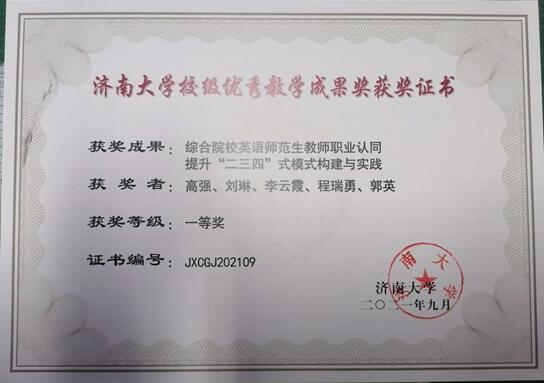 济南大学校级优秀教学成果奖获奖证书
获奖成果：综合院校英语师范生教师职业认同
提升“二三四”式模式构建与实践
获 奖 者：高强、刘琳、李云霞、程瑞勇、郭英
获奖等级：一等奖
证书编号：JXCGJ202109
济南大学
济南大学
二〇二一年九月